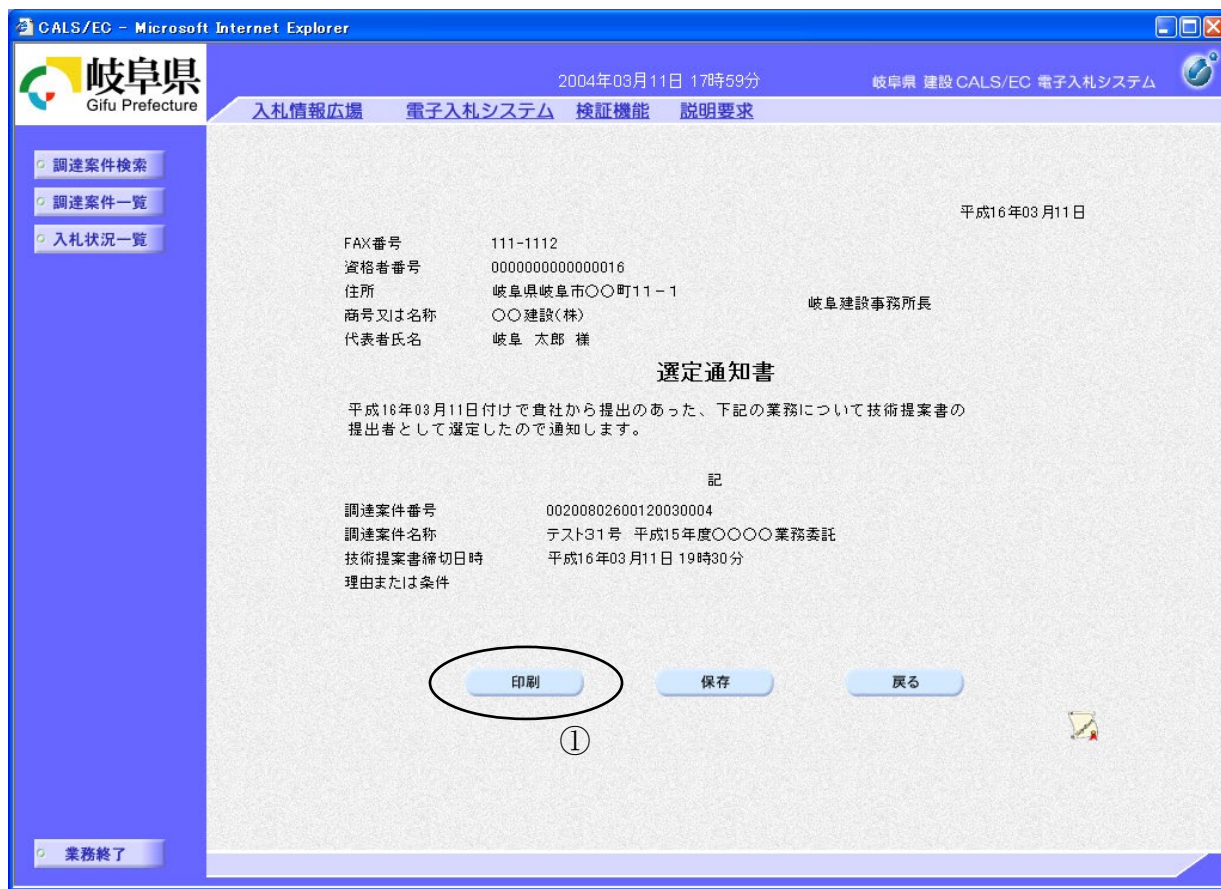 CALS/EC - Microsoft Internet Explorer
岐阜県
Gifu Prefecture
2004年03月11日 17時59分
岐阜県 建設CALS/EC 電子入札システム
入札情報広場 電子入札システム 検証機能 説明要求
調達案件検索
調達案件一覧
入札状況一覧
平成16年03月11日
FAX番号 111-1112
資格者番号 0000000000000016
住所 岐阜県岐阜市〇〇町11-1
岐阜建設事務所長
商号又は名称 〇〇建設(株)
代表者氏名 岐阜 太郎 様
選定通知書
平成16年03月11日付けで貴社から提出のあった、下記の業務について技術提案書の
提出者として選定したので通知します。
記
調達案件番号 00200802600120030004
調達案件名称 テスト31号 平成15年度〇〇〇〇業務委託
技術提案書締切日時 平成16年03月11日 19時30分
理由または条件
印刷 保存 戻る
①
業務終了